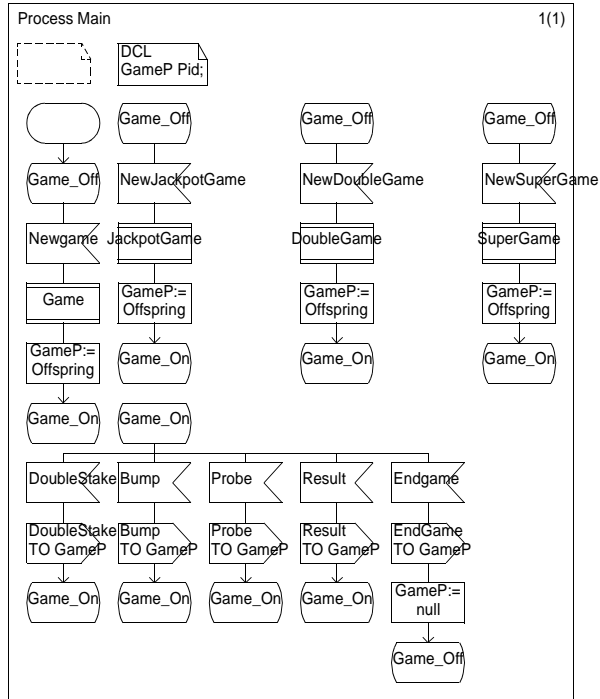 Process Main
1(1)
DCL
GameP Pid;
Game_Off
Game_Off
Game_Off
Game_Off
NewJackpotGame
NewDoubleGame
NewSuperGame
Newgame
JackpotGame
DoubleGame
SuperGame
Game
GameP:=
Offspring
GameP:=
Offspring
GameP:=
Offspring
GameP:=
Offspring
Game_On
Game_On
Game_On
Game_On
Game_On
DoubleStake
Bump
Probe
Result
Endgame
DoubleStake
TO GameP
Bump
TO GameP
Probe
TO GameP
Result
TO GameP
EndGame
TO GameP
Game_On
Game_On
Game_On
Game_On
GameP:=
null
Game_Off